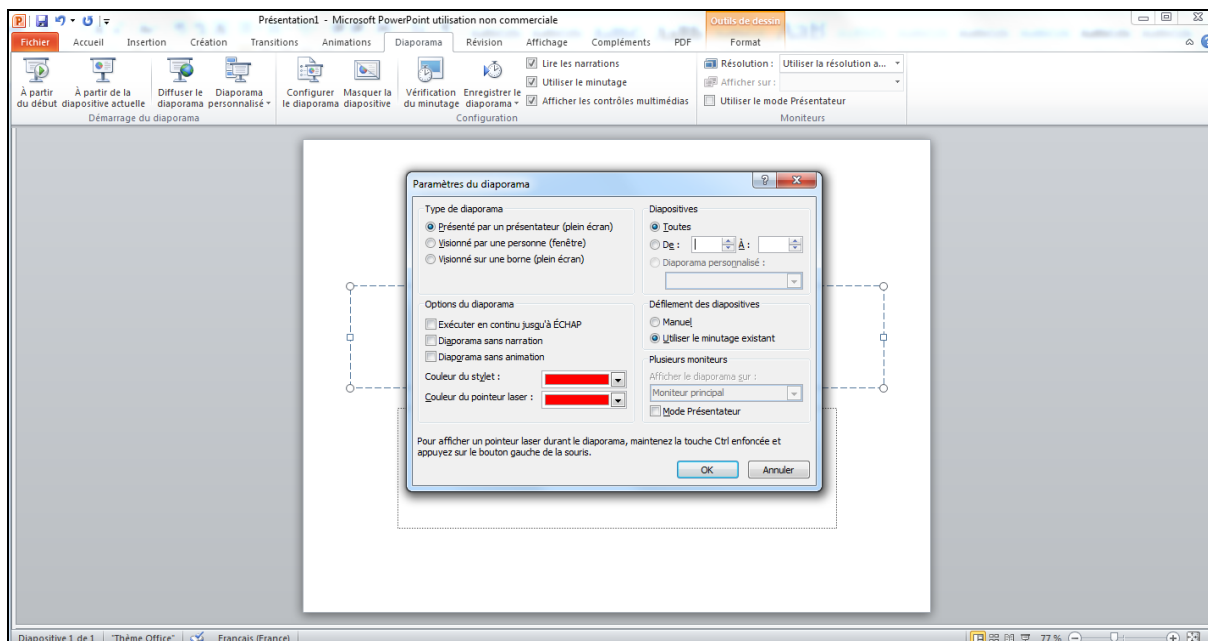 Présentation1 - Microsoft PowerPoint utilisation non commerciale
Outils de dessin
Fichier Accueil Insertion Création Transitions Animations Diaporama Révision Affichage Compléments PDF Format
À partir du début
À partir de la diapositive actuelle
Diffuser le diaporama
Diaporama personnalisé
Démarrage du diaporama
Configurer le diaporama
Masquer la diapositive
Vérification du minutage
Enregistrer le diaporama
Lire les narrations
Utiliser le minutage
Afficher les contrôles multimédias
Configuration
Résolution : Utiliser la résolution a...
Afficher sur :
Utiliser le mode Présentateur
Moniteurs
Paramètres du diaporama
Type de diaporama
Présenté par un présentateur (plein écran)
Visionné par une personne (fenêtre)
Visionné sur une borne (plein écran)
Diapositives
Toutes
De : À :
Diaporama personnalisé :
Options du diaporama
Exécuter en continu jusqu'à ÉCHAP
Diaporama sans narration
Diaporama sans animation
Couleur du stylet :
Couleur du pointeur laser :
Défilement des diapositives
Manuel
Utiliser le minutage existant
Plusieurs moniteurs
Afficher le diaporama sur :
Moniteur principal
Mode Présentateur
Pour afficher un pointeur laser durant le diaporama, maintenez la touche Ctrl enfoncée et
appuyez sur le bouton gauche de la souris.
OK Annuler
Diapositive 1 de 1 "Thème Office" Français (France) 77 %